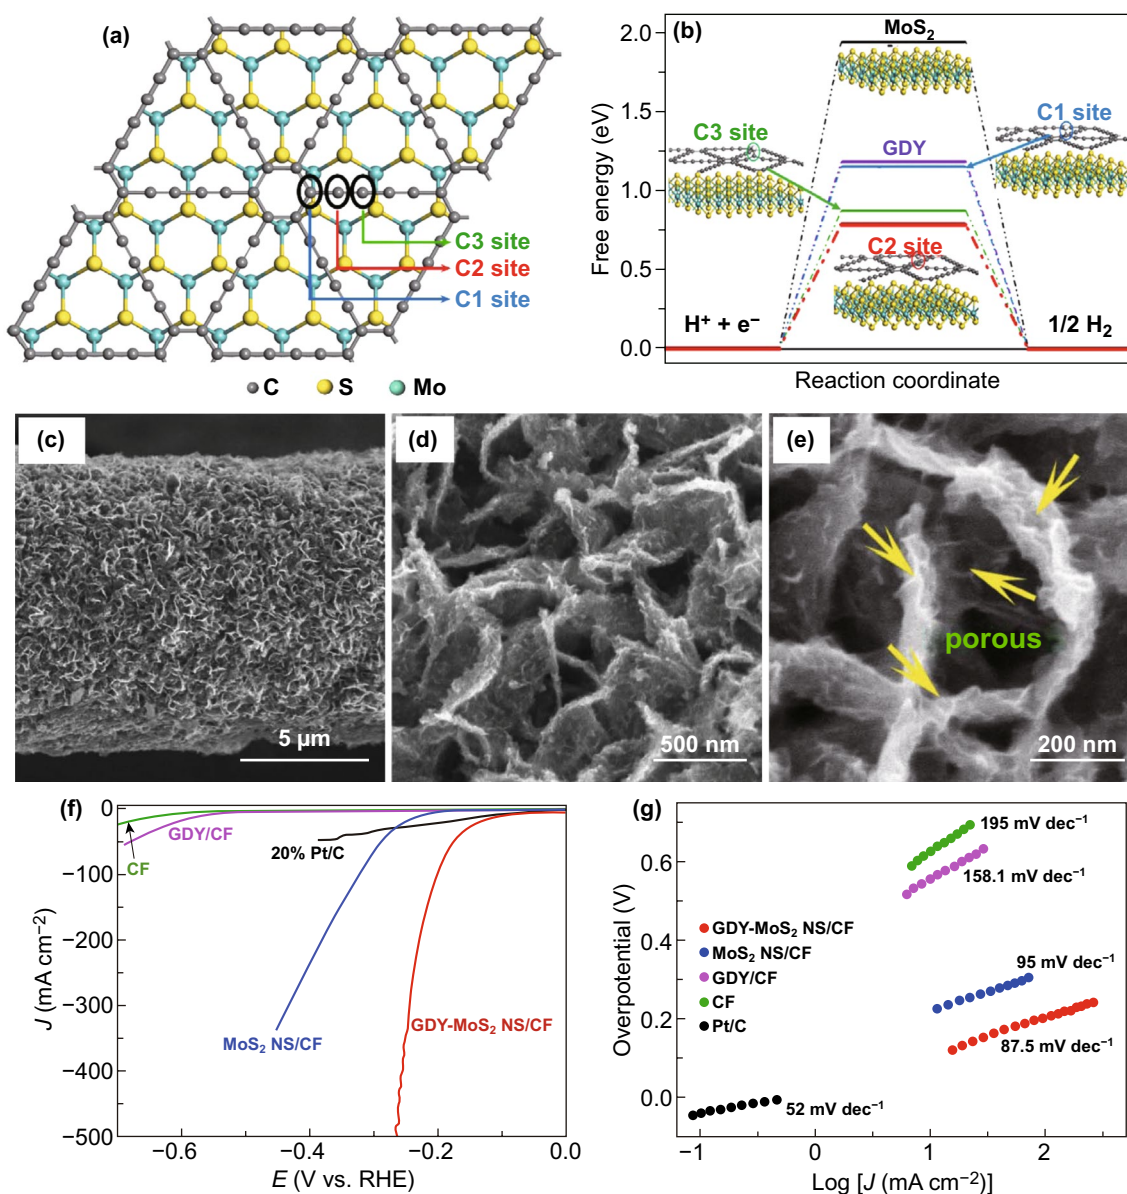 (a)
C3 site
C2 site
C1 site
C S Mo
(b)
MoS₂
C3 site
C1 site
GDY
C2 site
H⁺ + e⁻
1/2 H₂
2.0
1.5
1.0
0.5
0.0
Free energy (eV)
Reaction coordinate
(c)
5 µm
(d)
500 nm
(e)
porous
200 nm
(f)
0
−100
−200
−300
−400
−500
J (mA cm⁻²)
CF
GDY/CF
20% Pt/C
MoS₂ NS/CF
GDY-MoS₂ NS/CF
−0.6 −0.4 −0.2 0.0
E (V vs. RHE)
(g)
195 mV dec⁻¹
158.1 mV dec⁻¹
GDY-MoS₂ NS/CF
MoS₂ NS/CF
GDY/CF
CF
Pt/C
95 mV dec⁻¹
87.5 mV dec⁻¹
52 mV dec⁻¹
0.6
0.4
0.2
0.0
Overpotential (V)
−1 0 1 2
Log [J (mA cm⁻²)]